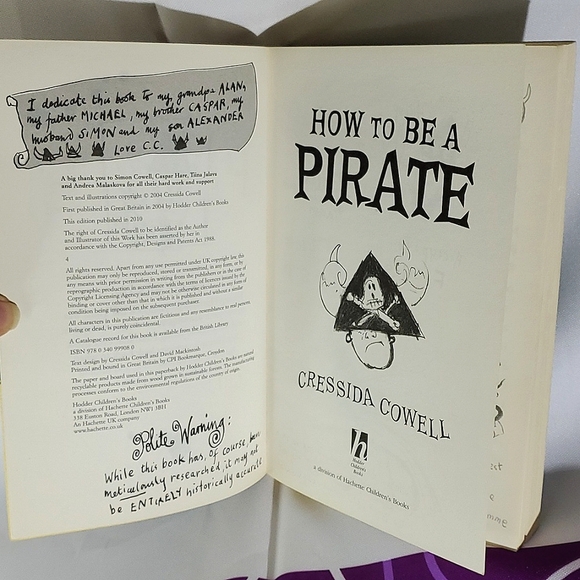 I dedicate this book to my grandpa ALAN,
my father MICHAEL, my brother CASPAR, my
husband SIMON and my son ALEXANDER
Love C.C.
A big thank you to Simon Cowell, Caspar Hare, Tiina Jalava
and Andrea Malaskova for all their hard work and support
Text and illustrations copyright © 2004 Cressida Cowell
First published in Great Britain in 2004 by Hodder Children's Books
This edition published in 2010
The right of Cressida Cowell to be identified as the Author
and Illustrator of this Work has been asserted by her in
accordance with the Copyright, Designs and Patents Act 1988.
4
All rights reserved. Apart from any use permitted under UK copyright law, this
publication may only be reproduced, stored or transmitted, in any form, or by
any means with prior permission in writing from the publishers or in the case of
reprographic production in accordance with the terms of licences issued by the
Copyright Licensing Agency and may not be otherwise circulated in any form of
binding or cover other than that in which it is published and without a similar
condition being imposed on the subsequent purchaser.
All characters in this publication are fictitious and any resemblance to real persons,
living or dead, is purely coincidental.
A Catalogue record for this book is available from the British Library
ISBN 978 0 340 99908 0
Text design by Cressida Cowell and David Mackintosh
Printed and bound in Great Britain by CPI Bookmarque, Croydon
The paper and board used in this paperback by Hodder Children's Books are natural
recyclable products made from wood grown in sustainable forests. The manufacturing
processes conform to the environmental regulations of the country of origin.
Hodder Children's Books
a division of Hachette Children's Books
338 Euston Road, London NW1 3BH
An Hachette UK company
www.hachette.co.uk
Polite Warning:
While this book has, of course, been
meticulously researched, it may not
be ENTIRELY historically accurate
HOW TO BE A
PIRATE
CRESSIDA COWELL
h
Hodder
Children's
Books
a division of Hachette Children's Books